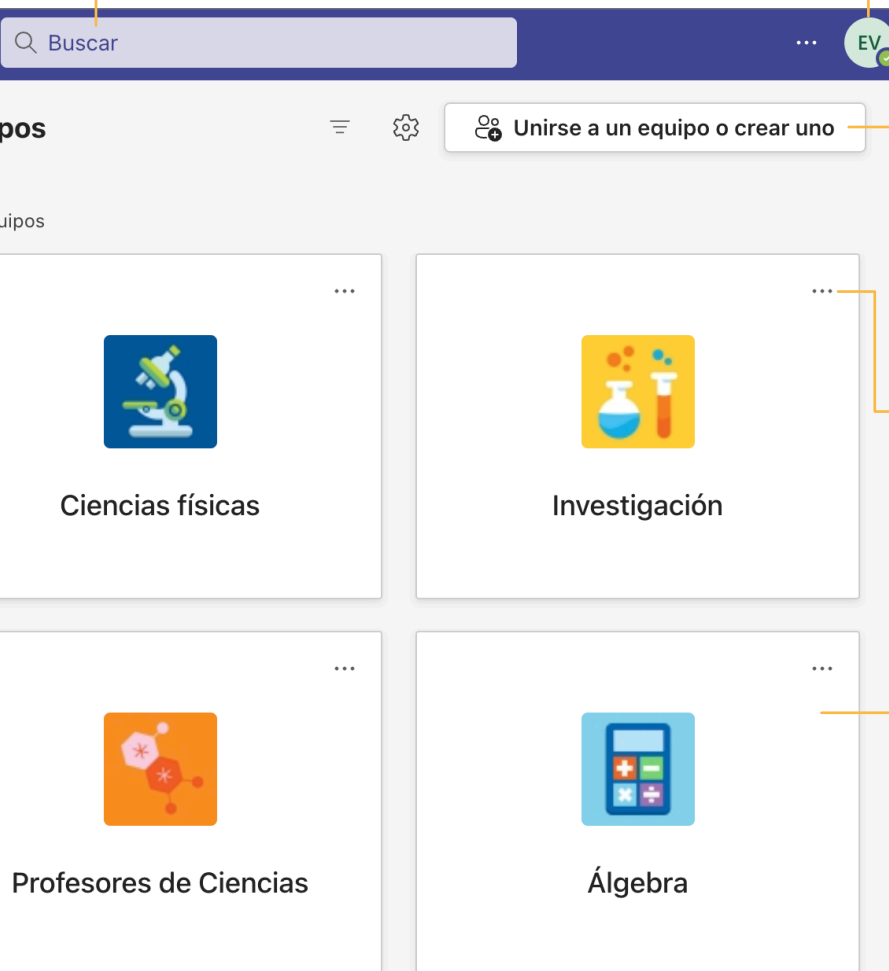 Buscar
EV
pos
Unirse a un equipo o crear uno
uipos
Ciencias físicas
Investigación
Profesores de Ciencias
Álgebra